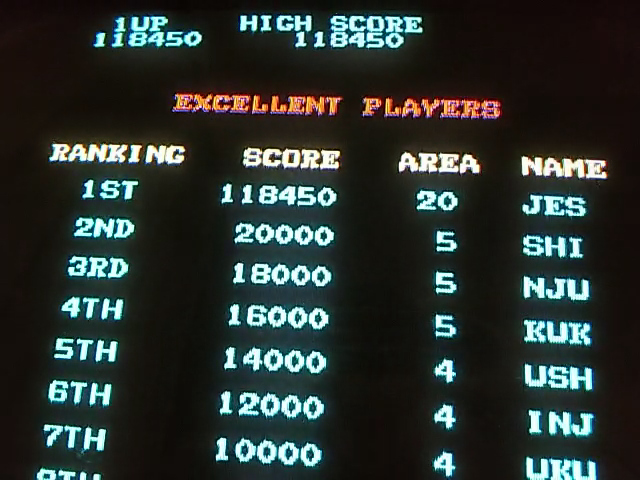 1UP HIGH SCORE
118450 118450
EXCELLENT PLAYERS
RANKING SCORE AREA NAME
1ST 118450 20 JES
2ND 20000 5 SHI
3RD 18000 5 NJU
4TH 16000 5 KUK
5TH 14000 4 USH
6TH 12000 4 INJ
7TH 10000 4 UKU
8TH